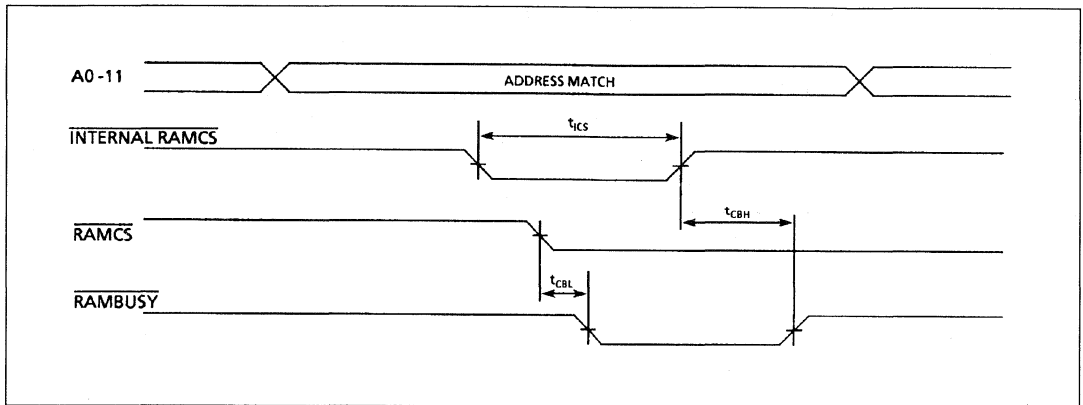 A0-11
ADDRESS MATCH
INTERNAL RAMCS
tICS
tCBH
RAMCS
tCBL
RAMBUSY